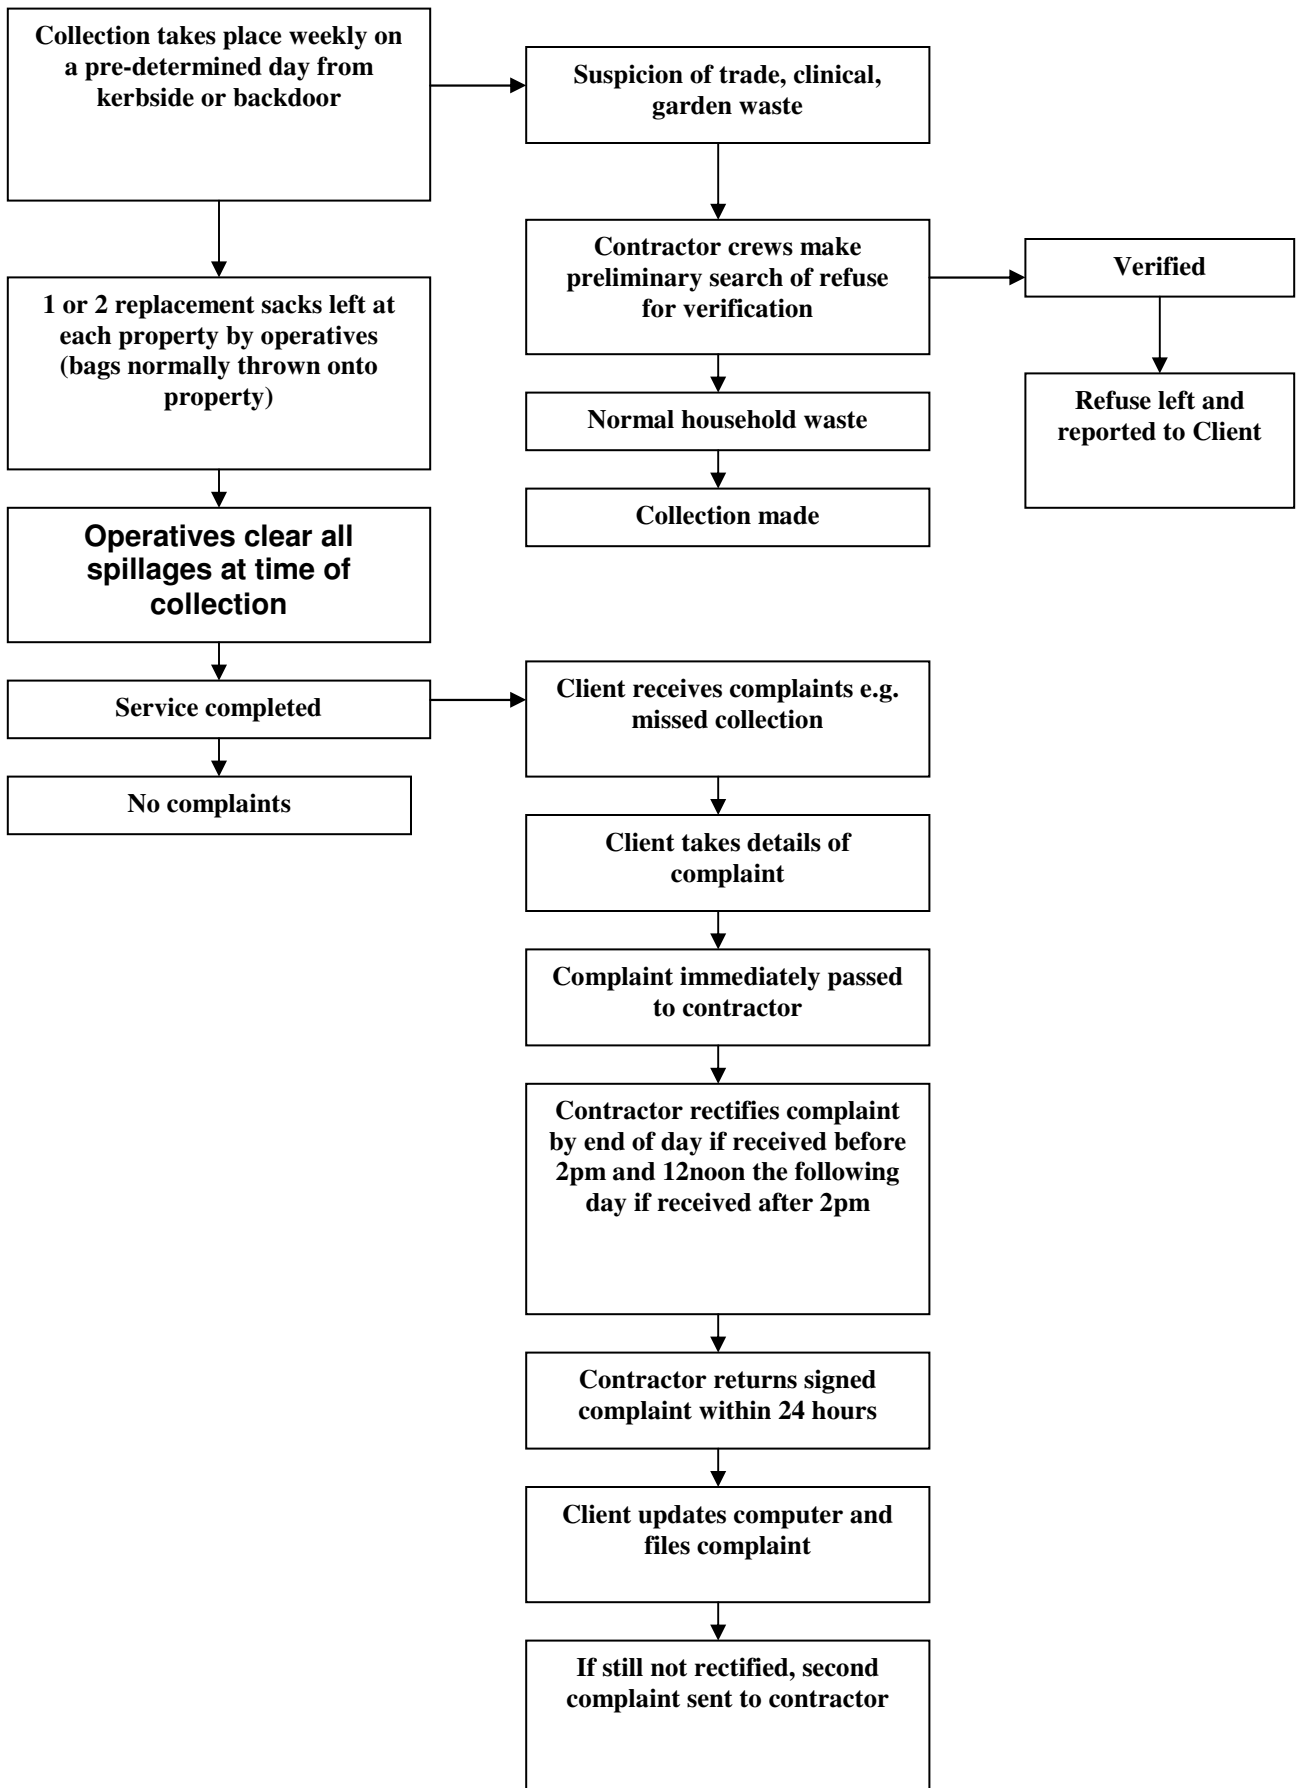 Collection takes place weekly on
a pre-determined day from
kerbside or backdoor
Suspicion of trade, clinical,
garden waste
Contractor crews make
preliminary search of refuse
for verification
Verified
1 or 2 replacement sacks left at
each property by operatives
(bags normally thrown onto
property)
Refuse left and
reported to Client
Normal household waste
Collection made
Operatives clear all
spillages at time of
collection
Service completed
Client receives complaints e.g.
missed collection
No complaints
Client takes details of
complaint
Complaint immediately passed
to contractor
Contractor rectifies complaint
by end of day if received before
2pm and 12noon the following
day if received after 2pm
Contractor returns signed
complaint within 24 hours
Client updates computer and
files complaint
If still not rectified, second
complaint sent to contractor